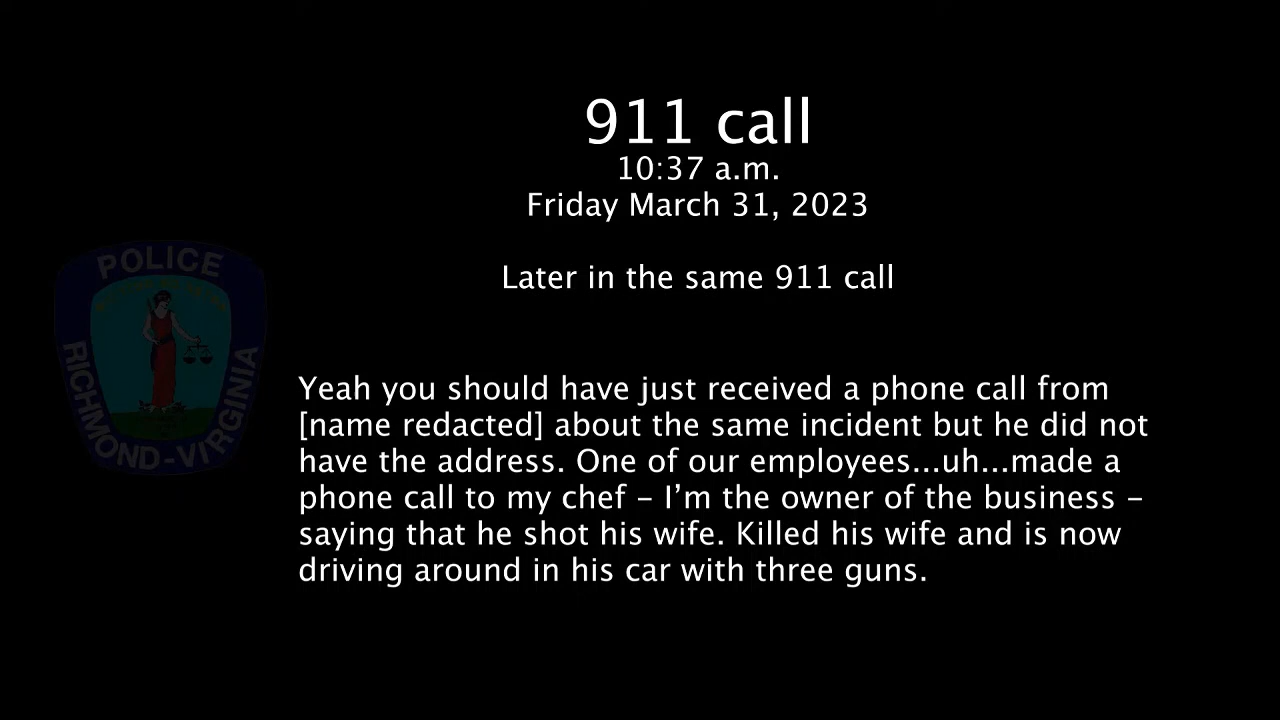 911 call
10:37 a.m.
Friday March 31, 2023
Later in the same 911 call
POLICE
RICHMOND-VIRGINIA
Yeah you should have just received a phone call from
[name redacted] about the same incident but he did not
have the address. One of our employees...uh...made a
phone call to my chef – I’m the owner of the business –
saying that he shot his wife. Killed his wife and is now
driving around in his car with three guns.